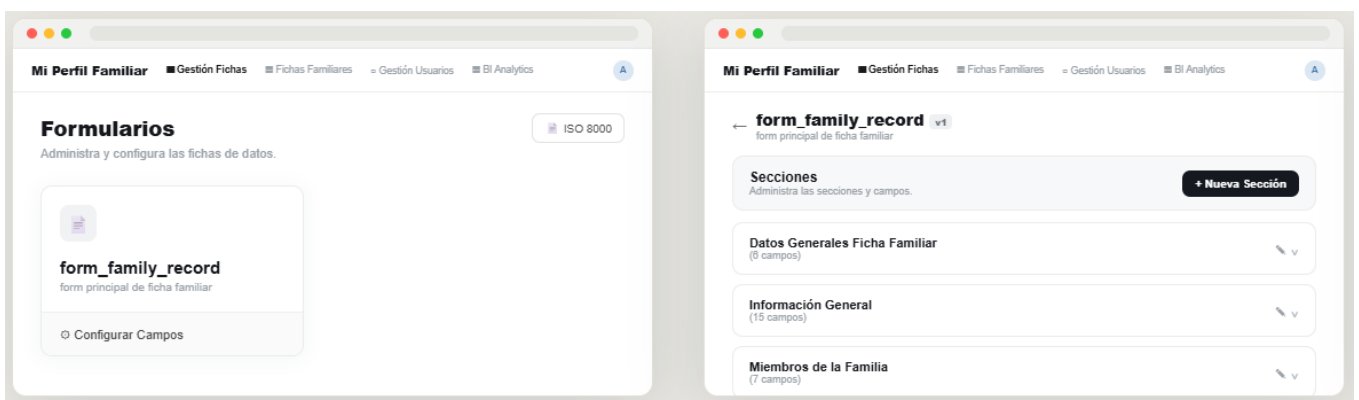 Mi Perfil Familiar Gestión Fichas Fichas Familiares Gestión Usuarios BI Analytics A
Formularios
Administra y configura las fichas de datos.
ISO 8000
form_family_record
form principal de ficha familiar
Configurar Campos
Mi Perfil Familiar Gestión Fichas Fichas Familiares Gestión Usuarios BI Analytics A
← form_family_record v1
form principal de ficha familiar
Secciones
Administra las secciones y campos.
+ Nueva Sección
Datos Generales Ficha Familiar
(6 campos)
Información General
(15 campos)
Miembros de la Familia
(7 campos)